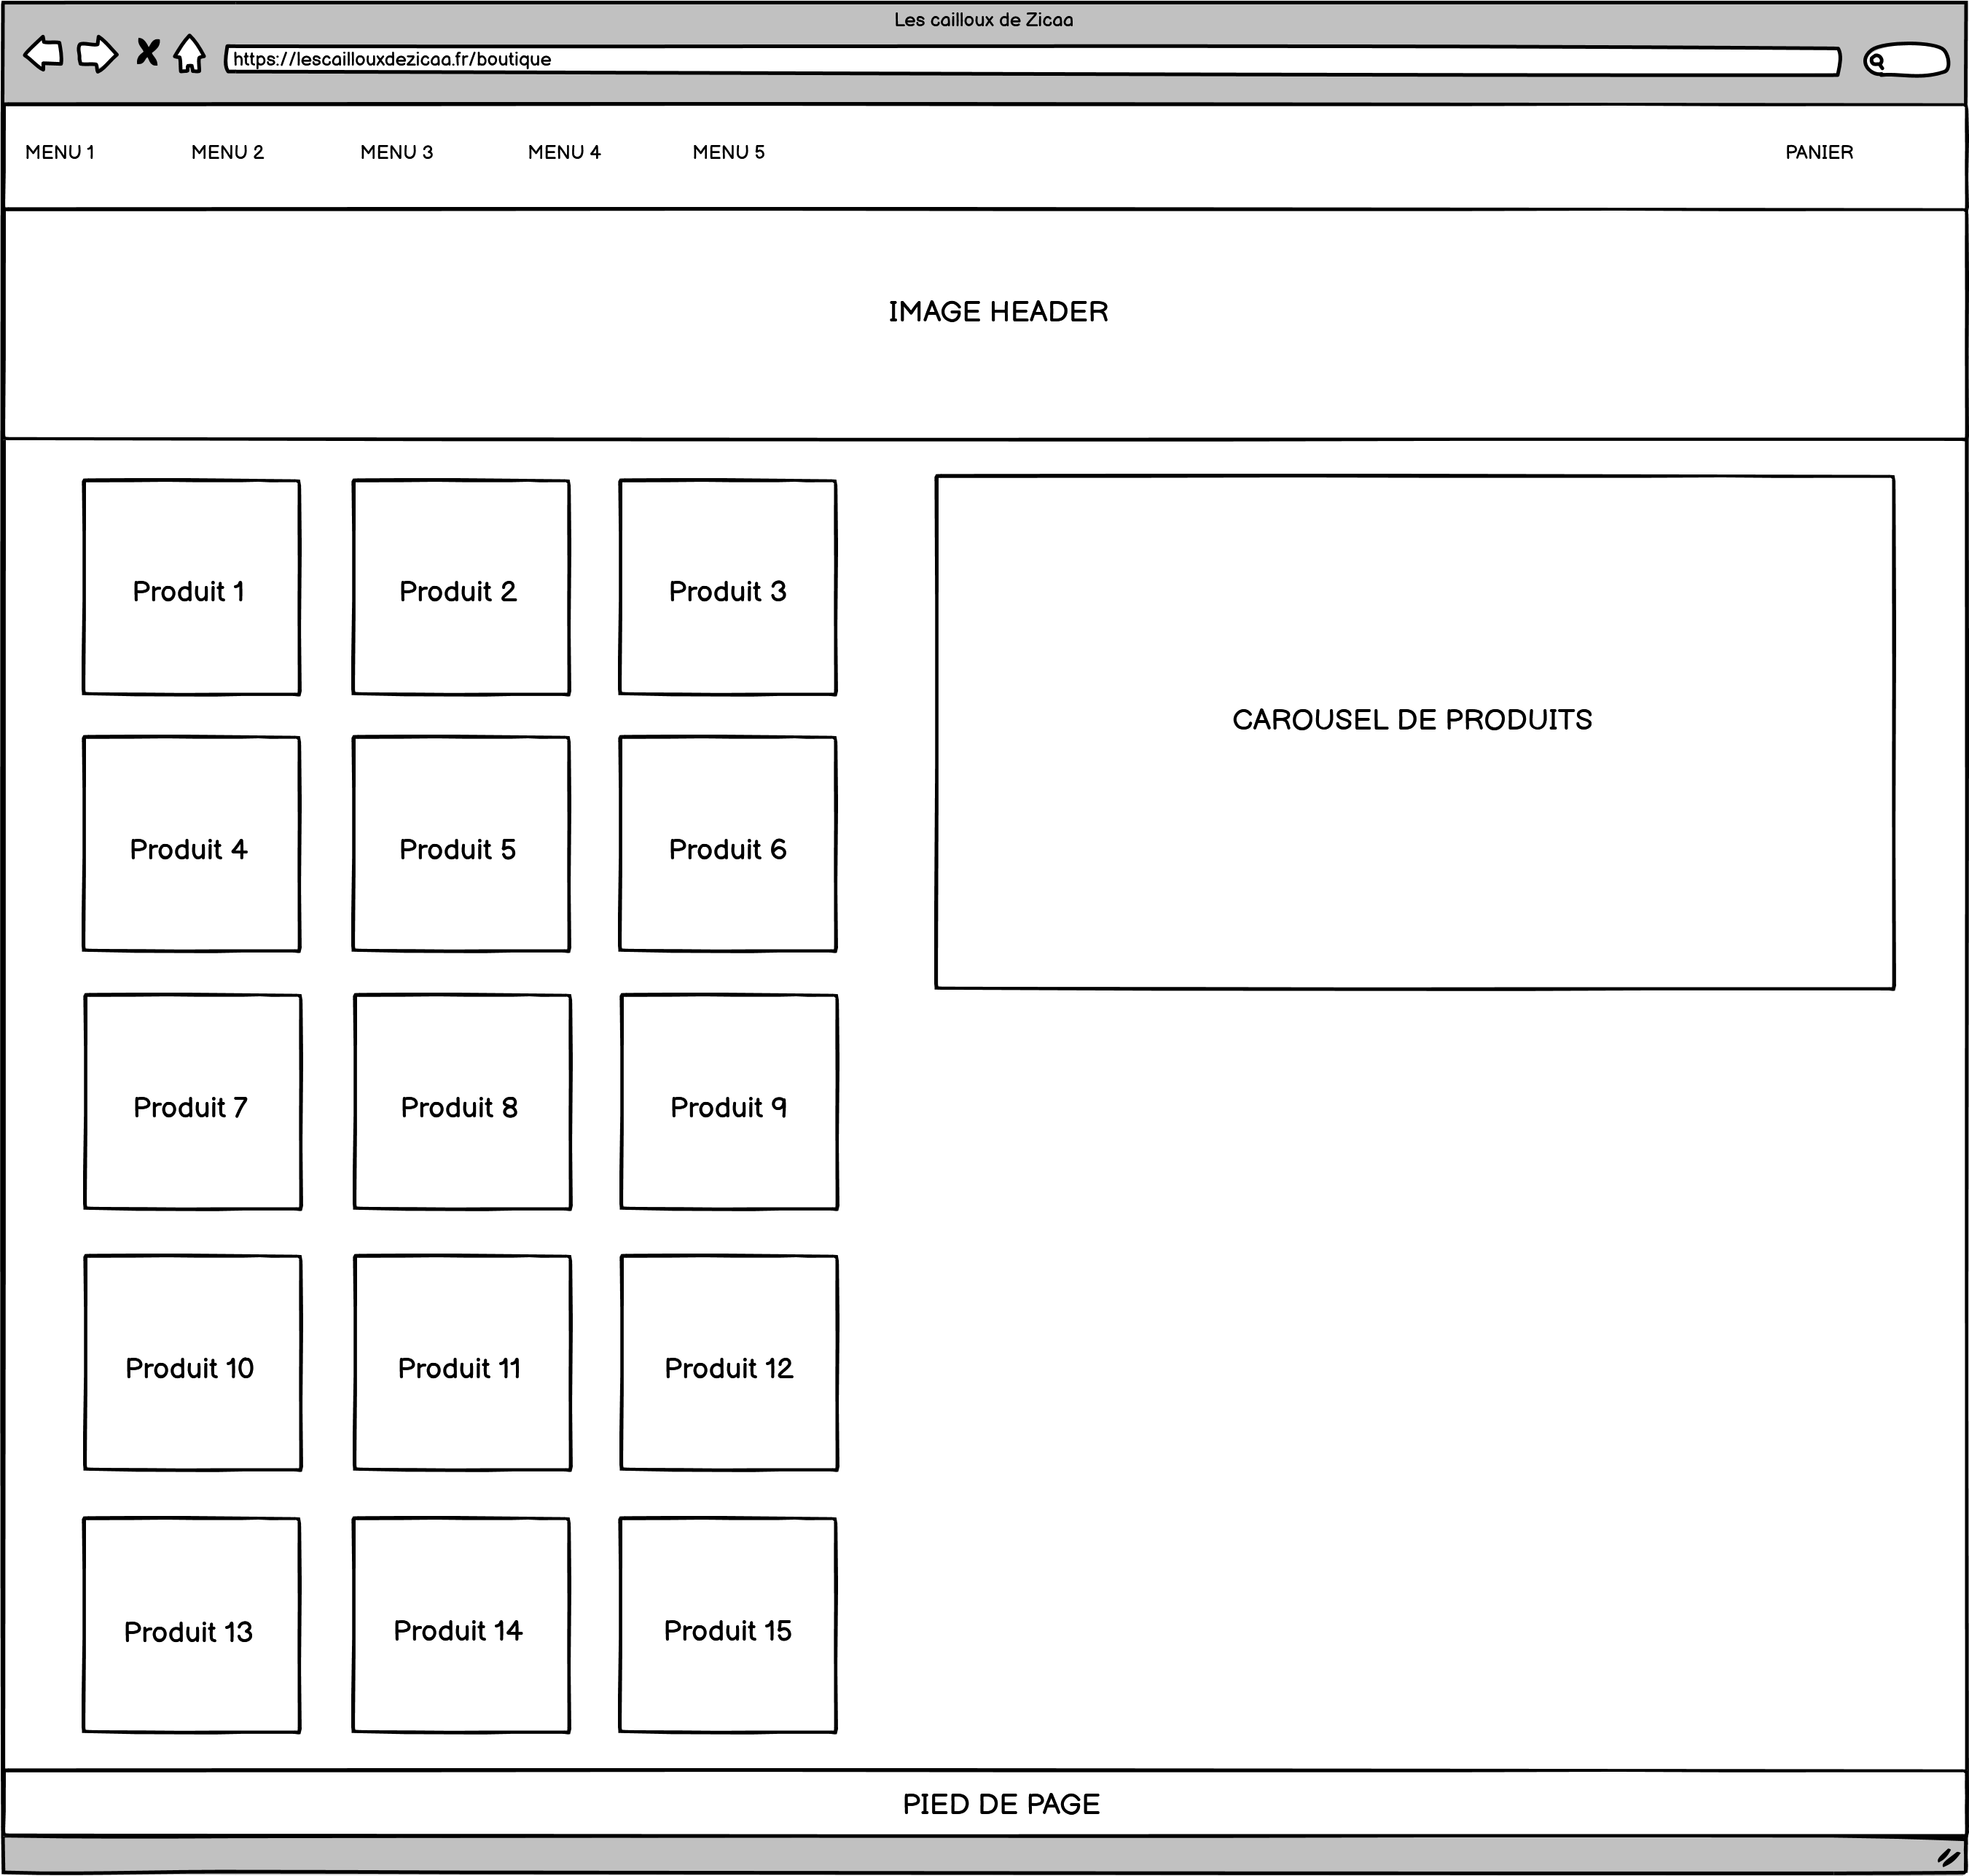 Les cailloux de Zicaa
https://lescaillouxdezicaa.fr/boutique
MENU 1 MENU 2 MENU 3 MENU 4 MENU 5 PANIER
IMAGE HEADER
Produit 1 Produit 2 Produit 3
CAROUSEL DE PRODUITS
Produit 4 Produit 5 Produit 6
Produit 7 Produit 8 Produit 9
Produit 10 Produit 11 Produit 12
Produit 13 Produit 14 Produit 15
PIED DE PAGE